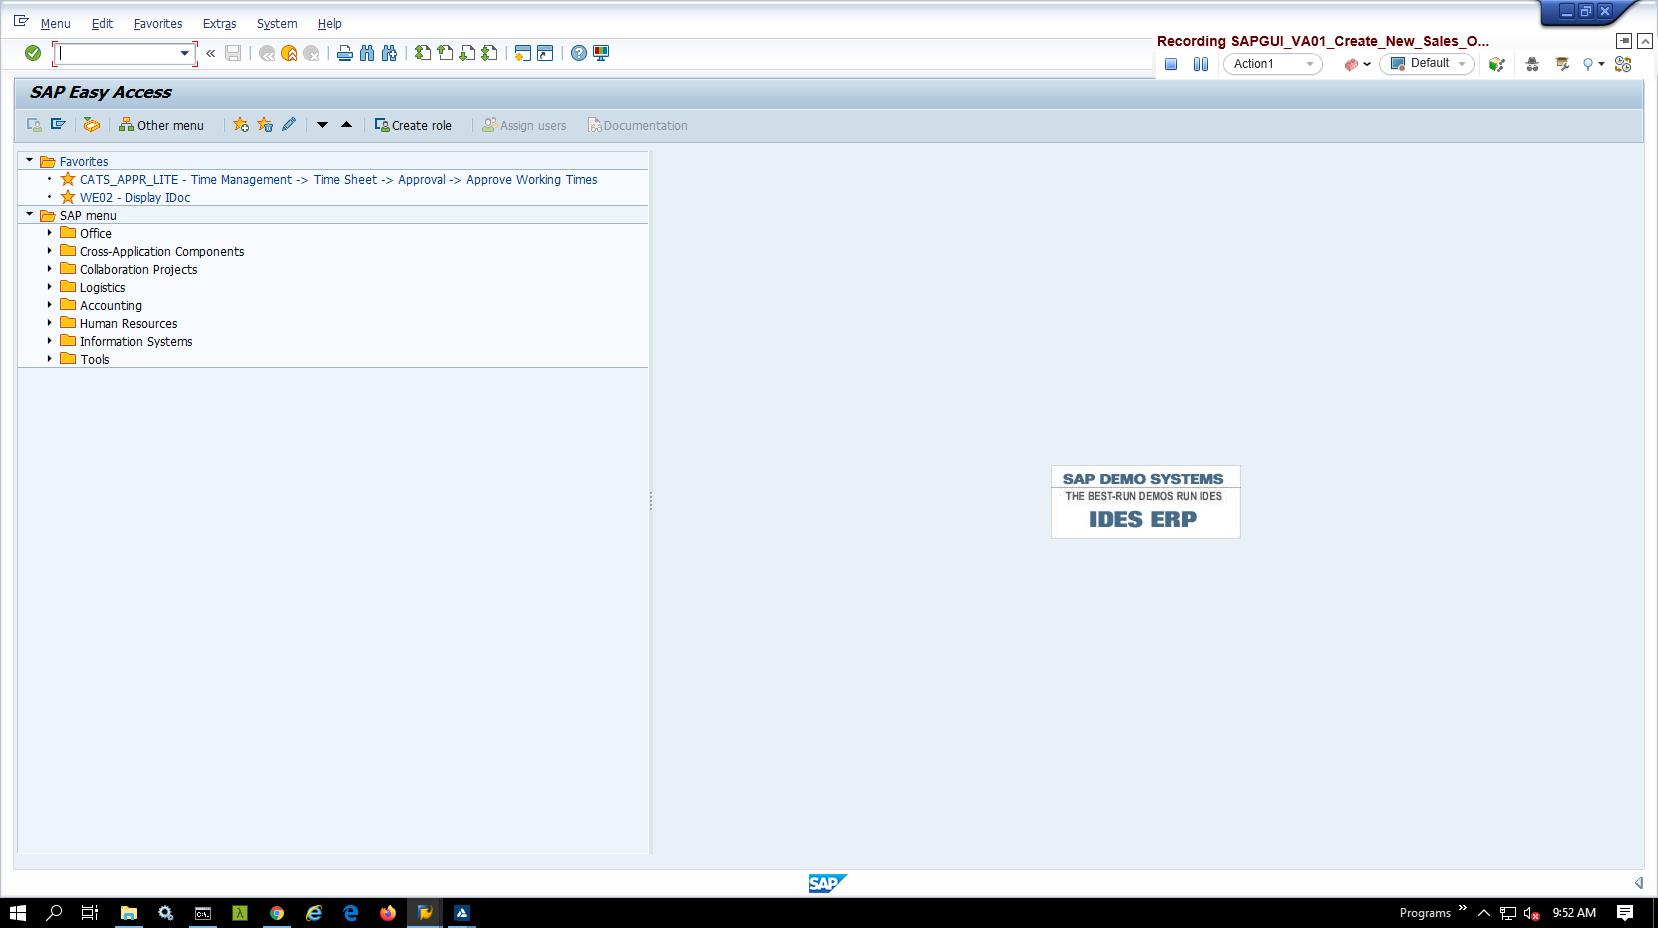 Menu Edit Favorites Extras System Help
Recording SAPGUI_VA01_Create_New_Sales_O...
Action1 Default
SAP Easy Access
Other menu Create role Assign users Documentation
Favorites
CATS_APPR_LITE - Time Management -> Time Sheet -> Approval -> Approve Working Times
WE02 - Display IDoc
SAP menu
Office
Cross-Application Components
Collaboration Projects
Logistics
Accounting
Human Resources
Information Systems
Tools
SAP DEMO SYSTEMS
THE BEST-RUN DEMOS RUN IDES
IDES ERP
SAP
Programs 9:52 AM